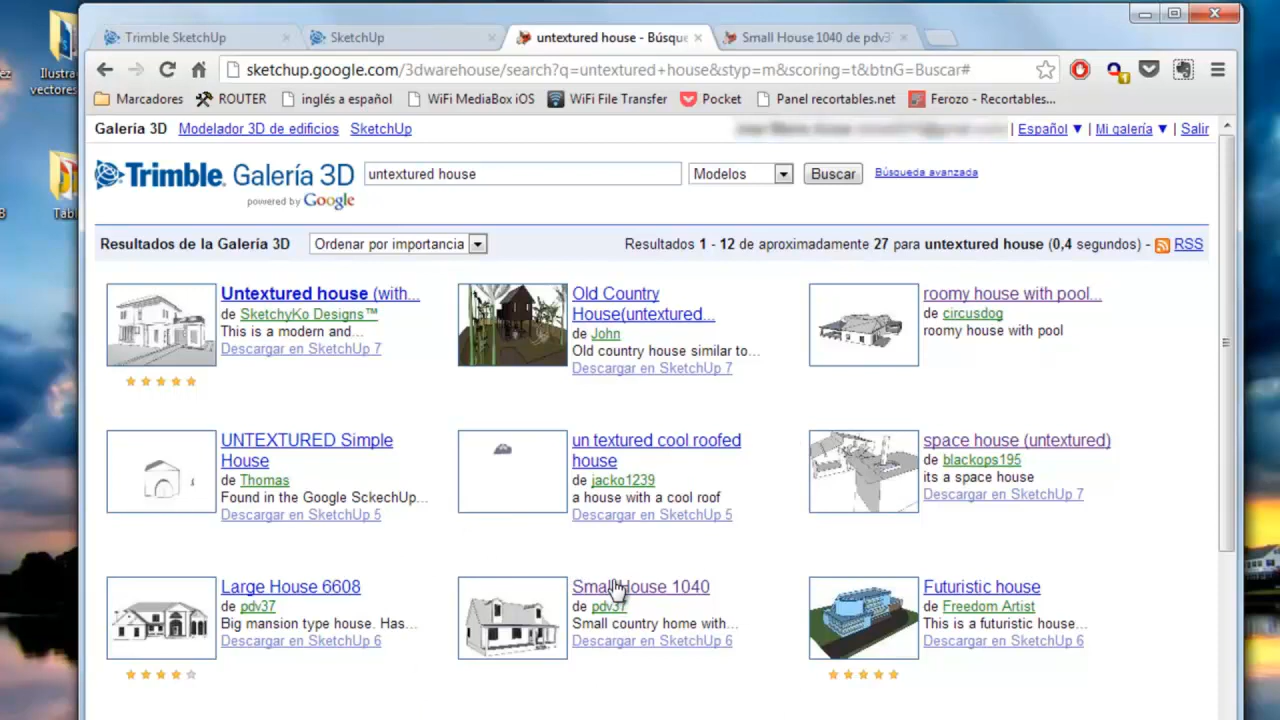 Trimble SketchUp
SketchUp
untextured house - Búsque
Small House 1040 de pdv37
sketchup.google.com/3dwarehouse/search?q=untextured+house&styp=m&scoring=t&btnG=Buscar#
Ilustra
vectores
Marcadores
ROUTER
inglés a español
WiFi MediaBox iOS
WiFi File Transfer
Pocket
Panel recortables.net
Ferozo - Recortables...
Galería 3D
Modelador 3D de edificios
SketchUp
| Español ▼ | Mi galería ▼ | Salir
Trimble. Galería 3D
powered by Google
untextured house
Modelos
Buscar
Búsqueda avanzada
Tabl
Resultados de la Galería 3D
Ordenar por importancia
Resultados 1 - 12 de aproximadamente 27 para untextured house (0,4 segundos) - RSS
Untextured house (with...
de SketchyKo Designs™
This is a modern and...
Descargar en SketchUp 7
Old Country
House(untextured...
de John
Old country house similar to...
Descargar en SketchUp 7
roomy house with pool...
de circusdog
roomy house with pool
UNTEXTURED Simple
House
de Thomas
Found in the Google SckechUp...
Descargar en SketchUp 5
un textured cool roofed
house
de jacko1239
a house with a cool roof
Descargar en SketchUp 5
space house (untextured)
de blackops195
its a space house
Descargar en SketchUp 7
Large House 6608
de pdv37
Big mansion type house. Has...
Descargar en SketchUp 6
Small House 1040
de pdv37
Small country home with...
Descargar en SketchUp 6
Futuristic house
de Freedom Artist
This is a futuristic house...
Descargar en SketchUp 6